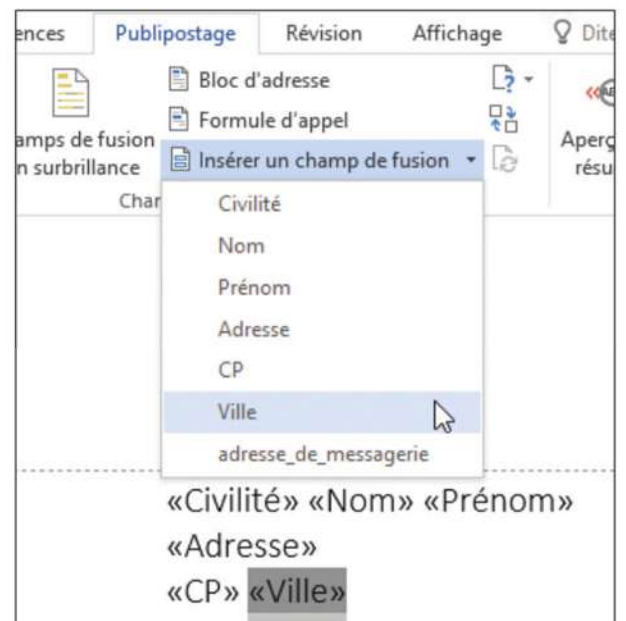 ences Publipostage Révision Affichage Dite
Bloc d'adresse
Formule d'appel
amps de fusion
n surbrillance
Insérer un champ de fusion
Aperç
résu
Char
Civilité
Nom
Prénom
Adresse
CP
Ville
adresse_de_messagerie
«Civilité» «Nom» «Prénom»
«Adresse»
«CP» «Ville»